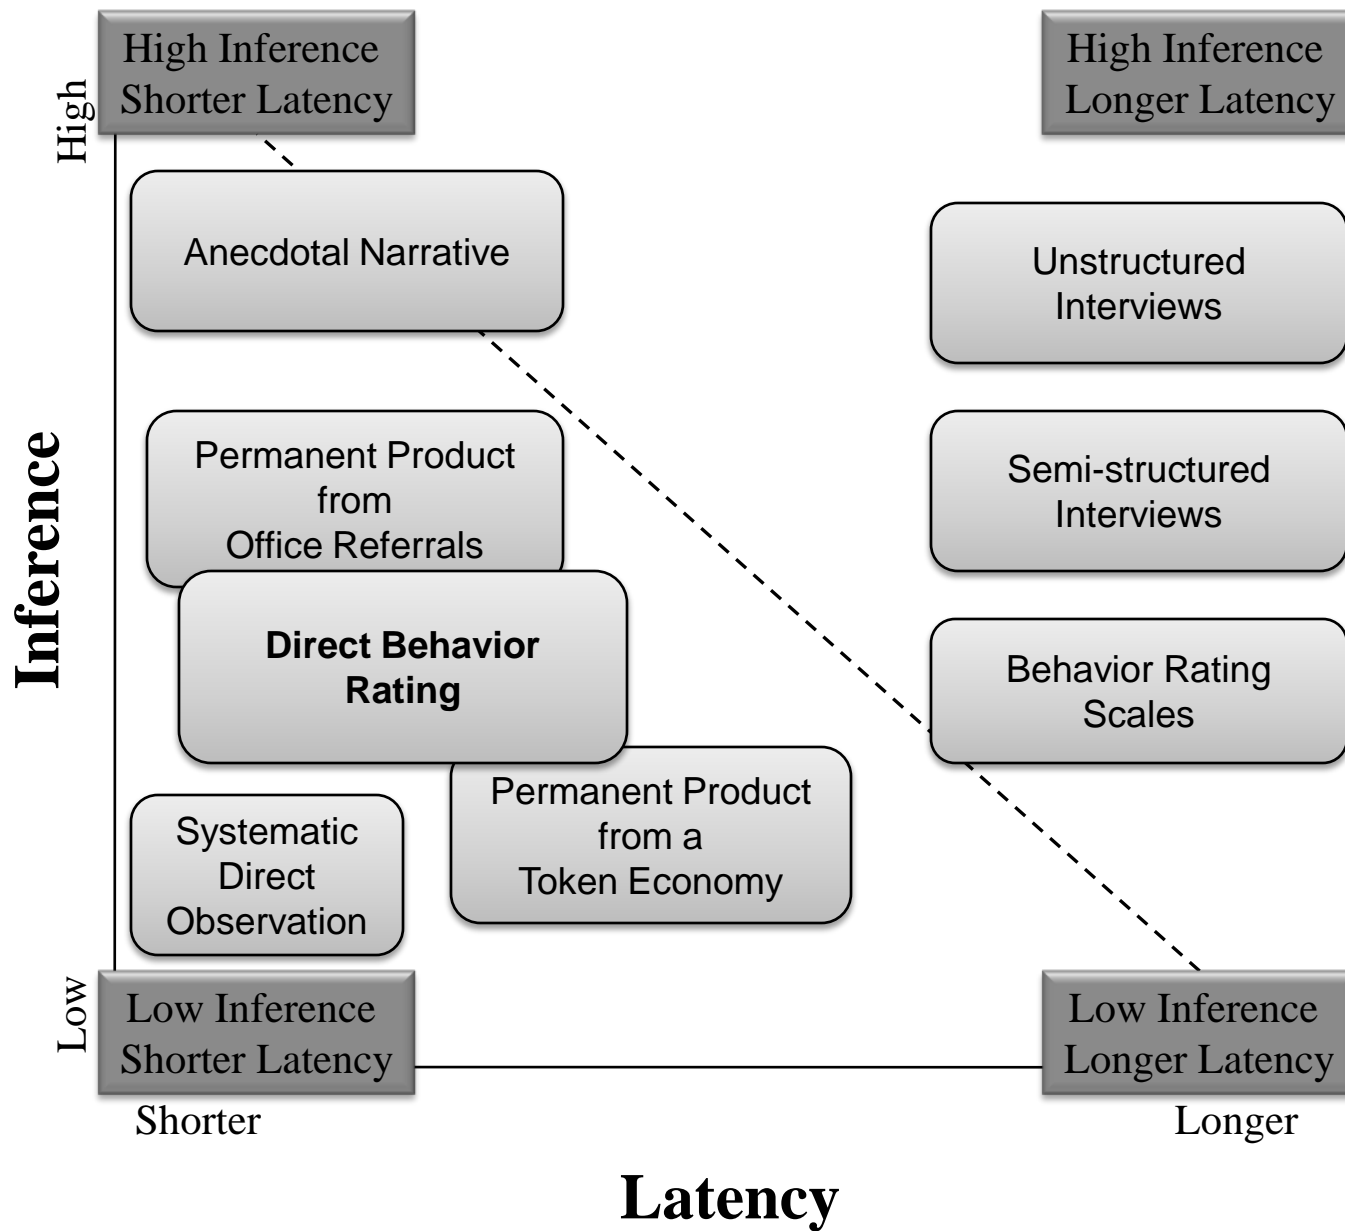 High Inference
Shorter Latency
High Inference
Longer Latency
High
Anecdotal Narrative
Unstructured
Interviews
Permanent Product
from
Office Referrals
Semi-structured
Interviews
Inference
Direct Behavior
Rating
Behavior Rating
Scales
Permanent Product
from a
Token Economy
Systematic
Direct
Observation
Low
Low Inference
Shorter Latency
Low Inference
Longer Latency
Shorter
Longer
Latency